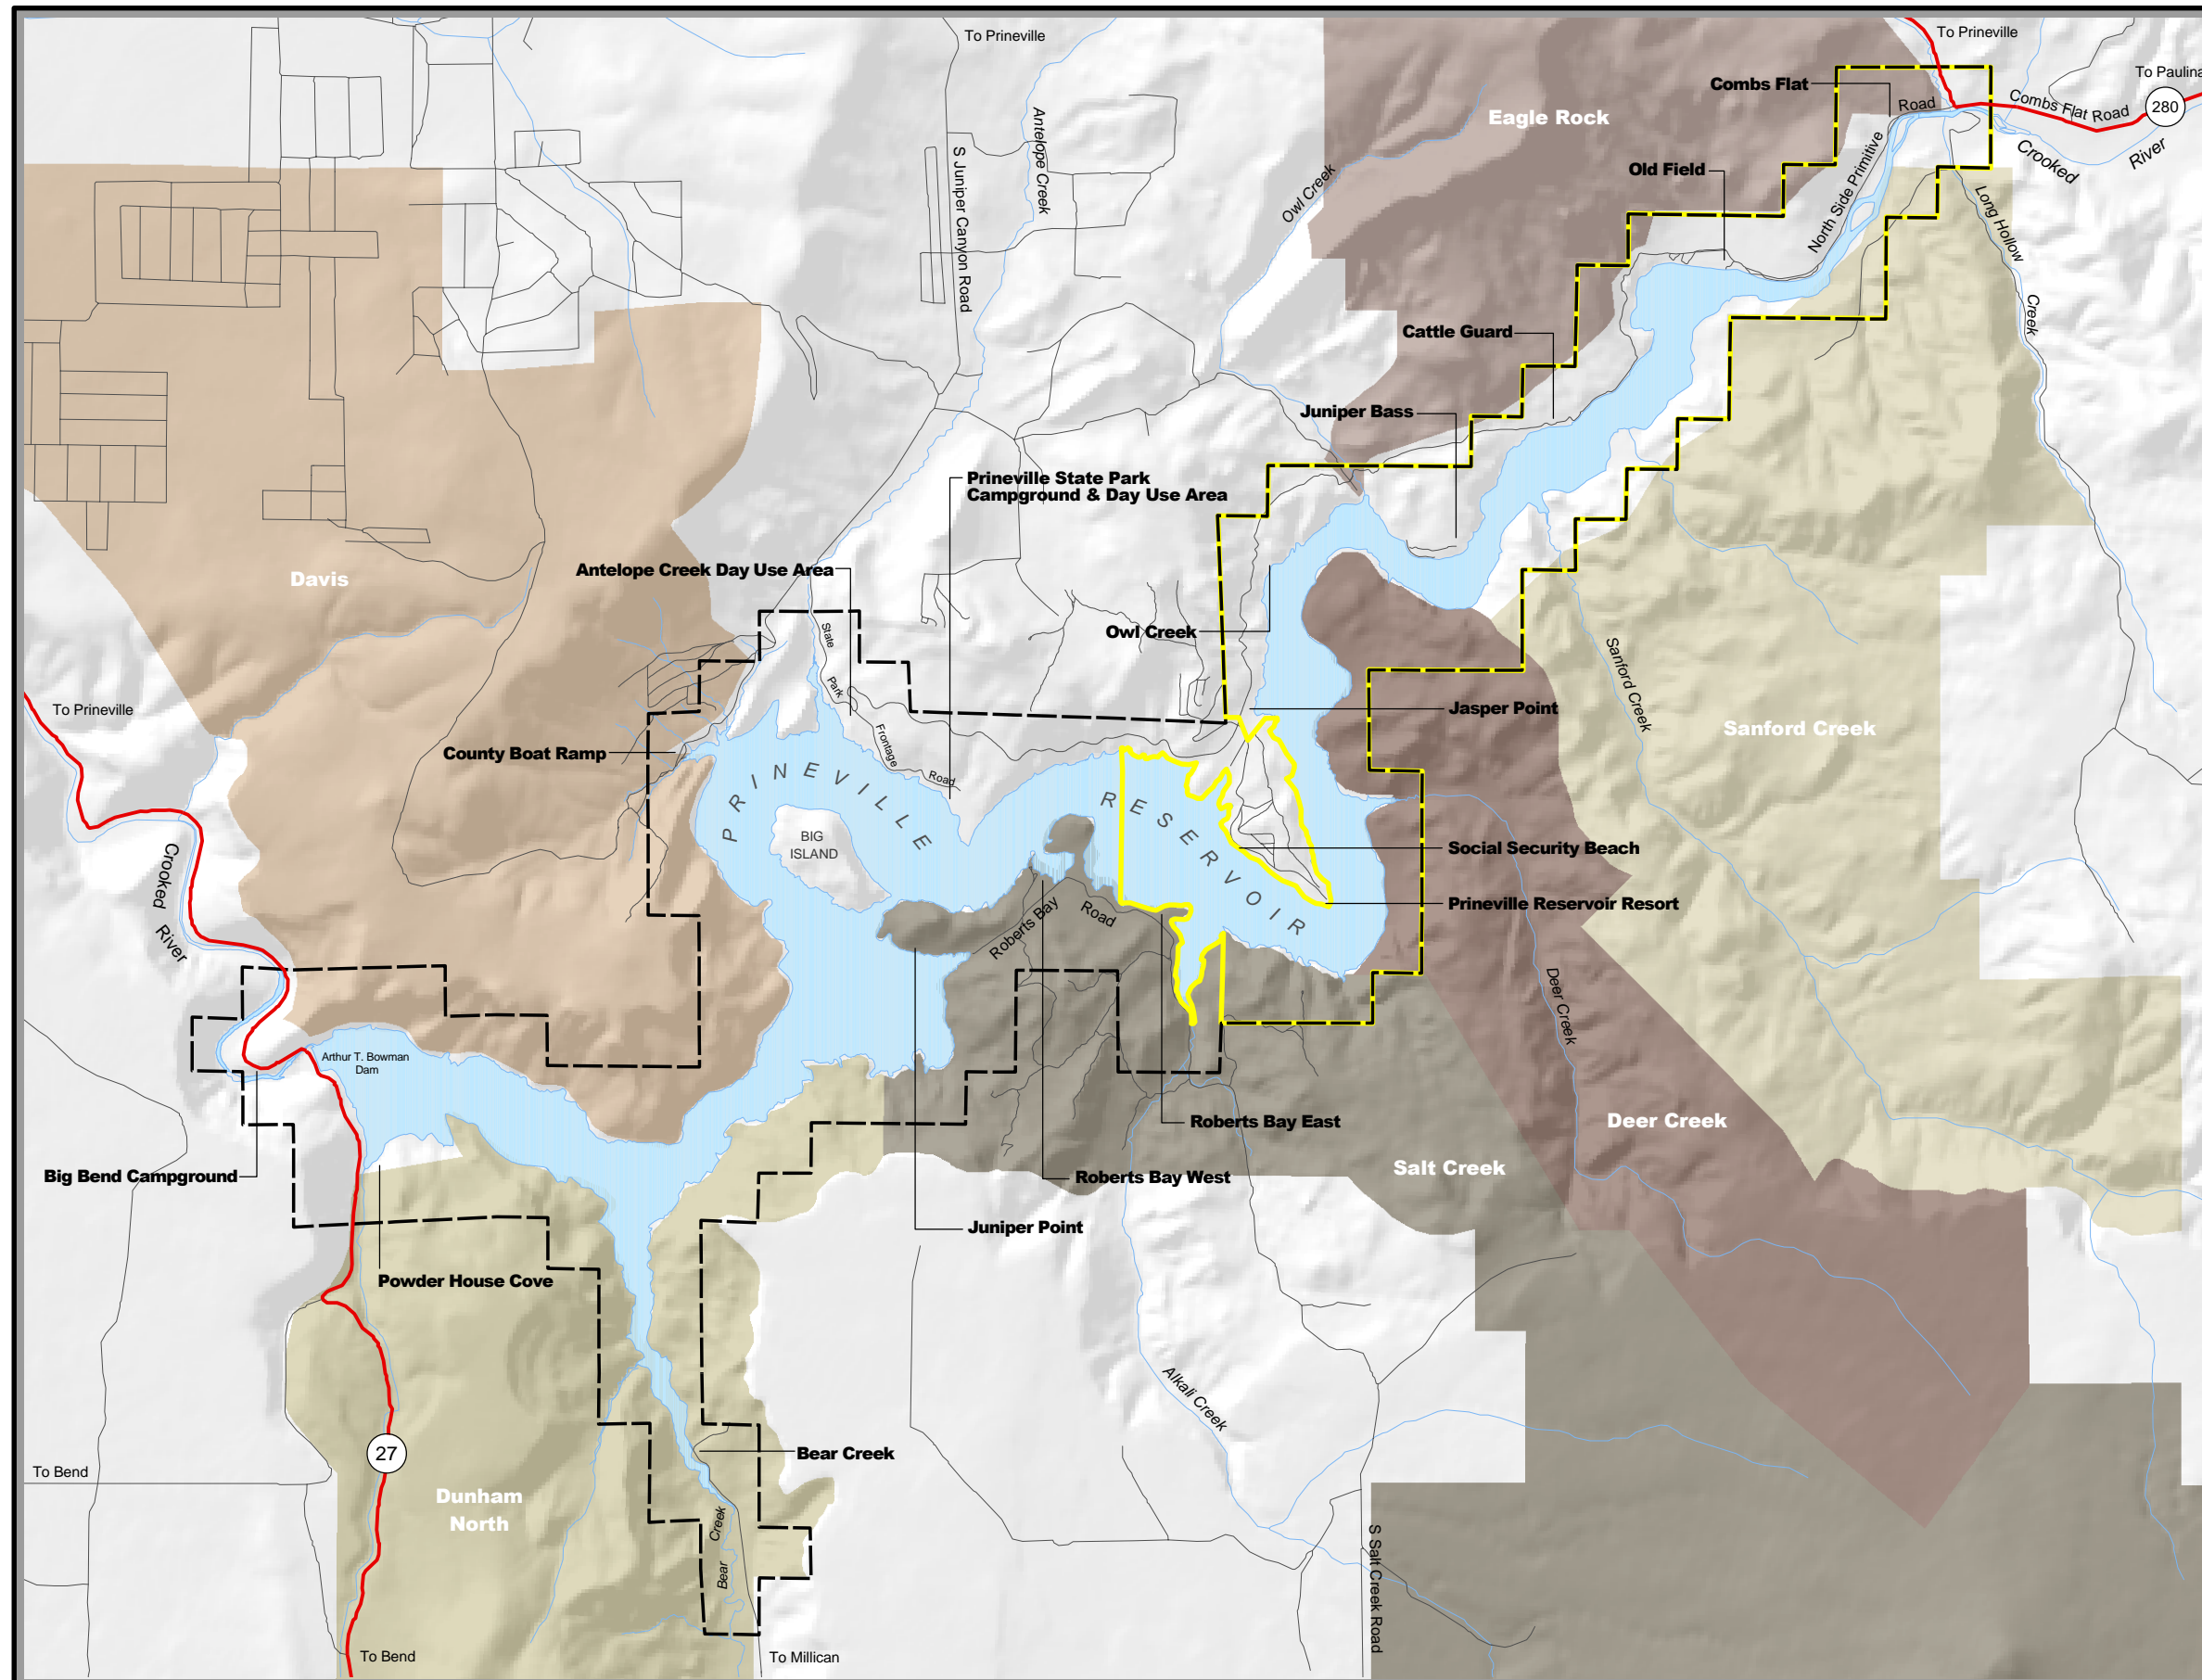 To Prineville
To Prineville
To Paulina
Combs Flat
Road
Combs Flat Road
280
Eagle Rock
Antelope Creek
S Juniper Canyon Road
Old Field
North Side Primitive
Crooked
River
Owl Creek
Long Hollow
Creek
Cattle Guard
Juniper Bass
Prineville State Park
Campground & Day Use Area
Davis
Antelope Creek Day Use Area
Owl Creek
State
Park
Frontage
Road
Sanford Creek
Sanford Creek
To Prineville
Jasper Point
County Boat Ramp
PRINEVILLE
RESERVOIR
BIG
ISLAND
Social Security Beach
Prineville Reservoir Resort
Crooked
River
Roberts Bay
Road
Deer Creek
Arthur T. Bowman
Dam
Roberts Bay East
Deer Creek
Salt Creek
Big Bend Campground
Roberts Bay West
Juniper Point
Powder House Cove
Alkali Creek
27
Bear Creek
To Bend
Dunham
North
Bear
Creek
S Salt Creek Road
To Bend
To Millican